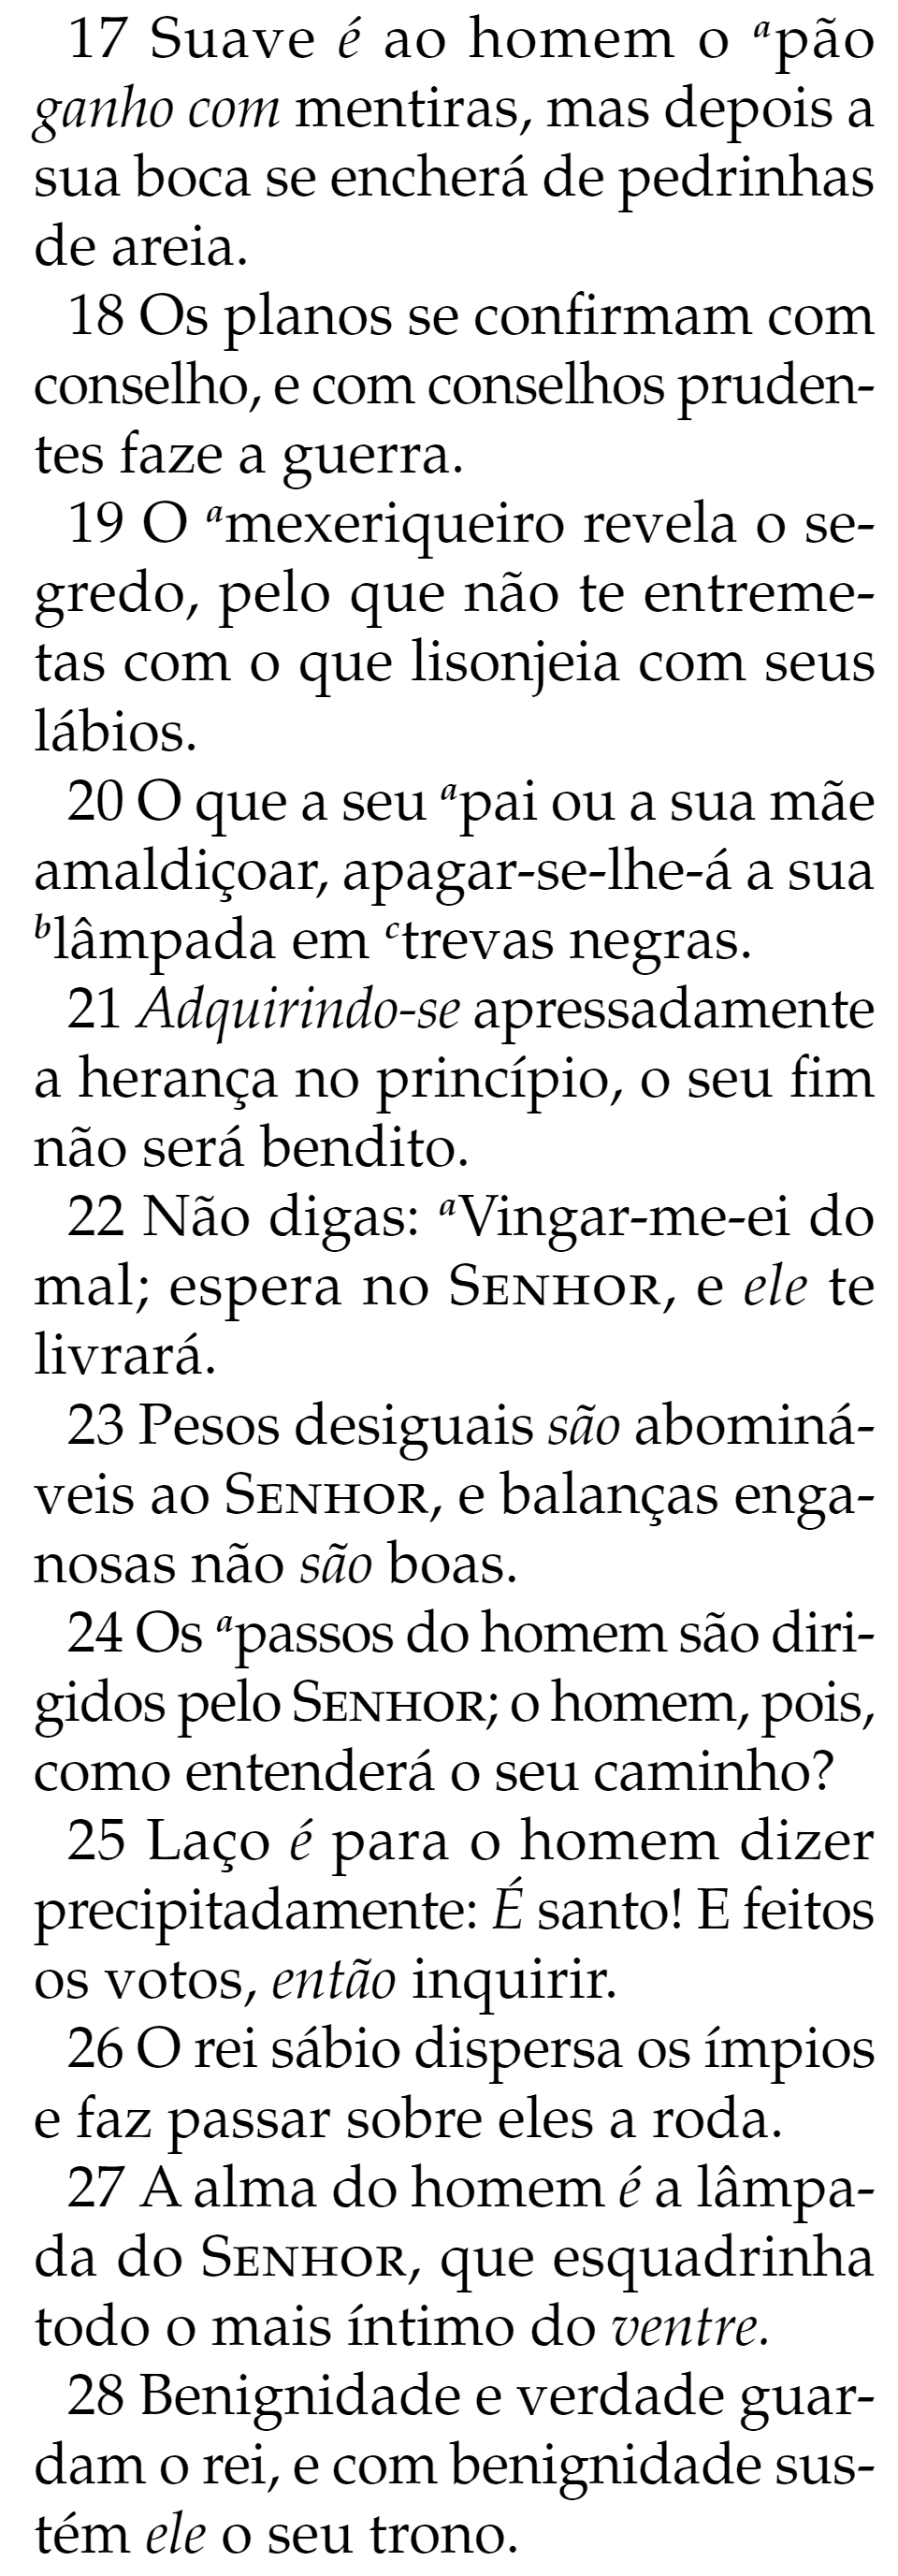 17 Suave é ao homem o ᵃpão
ganho com mentiras, mas depois a
sua boca se encherá de pedrinhas
de areia.
18 Os planos se confirmam com
conselho, e com conselhos pruden-
tes faze a guerra.
19 O ᵃmexeriqueiro revela o se-
gredo, pelo que não te entreme-
tas com o que lisonjeia com seus
lábios.
20 O que a seu ᵃpai ou a sua mãe
amaldiçoar, apagar-se-lhe-á a sua
ᵇlâmpada em ᶜtrevas negras.
21 Adquirindo-se apressadamente
a herança no princípio, o seu fim
não será bendito.
22 Não digas: ᵃVingar-me-ei do
mal; espera no SENHOR, e ele te
livrará.
23 Pesos desiguais são abominá-
veis ao SENHOR, e balanças enga-
nosas não são boas.
24 Os ᵃpassos do homem são diri-
gidos pelo SENHOR; o homem, pois,
como entenderá o seu caminho?
25 Laço é para o homem dizer
precipitadamente: É santo! E feitos
os votos, então inquirir.
26 O rei sábio dispersa os ímpios
e faz passar sobre eles a roda.
27 A alma do homem é a lâmpa-
da do SENHOR, que esquadrinha
todo o mais íntimo do ventre.
28 Benignidade e verdade guar-
dam o rei, e com benignidade sus-
tém ele o seu trono.